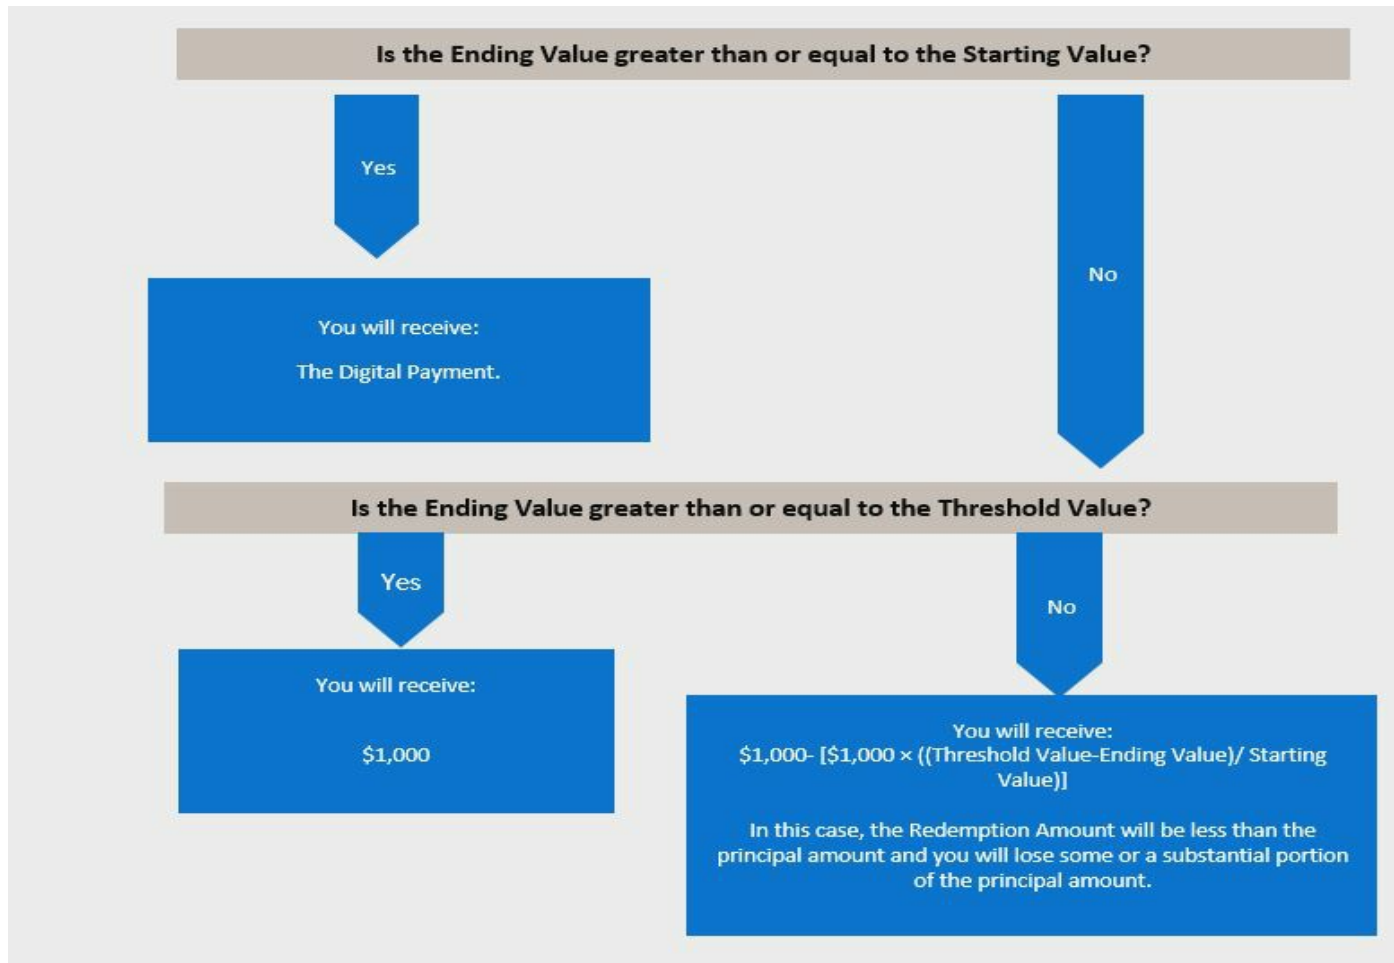 Is the Ending Value greater than or equal to the Starting Value?
Yes
No
You will receive:
The Digital Payment.
Is the Ending Value greater than or equal to the Threshold Value?
Yes
No
You will receive:
$1,000
You will receive:
$1,000- [$1,000 × ((Threshold Value-Ending Value)/ Starting
Value)]
In this case, the Redemption Amount will be less than the
principal amount and you will lose some or a substantial portion
of the principal amount.